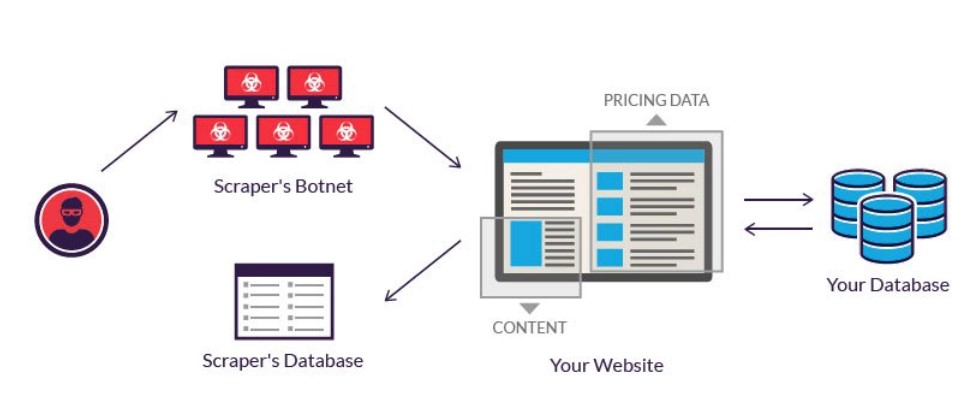 PRICING DATA
Scraper's Botnet
Your Database
CONTENT
Scraper's Database
Your Website